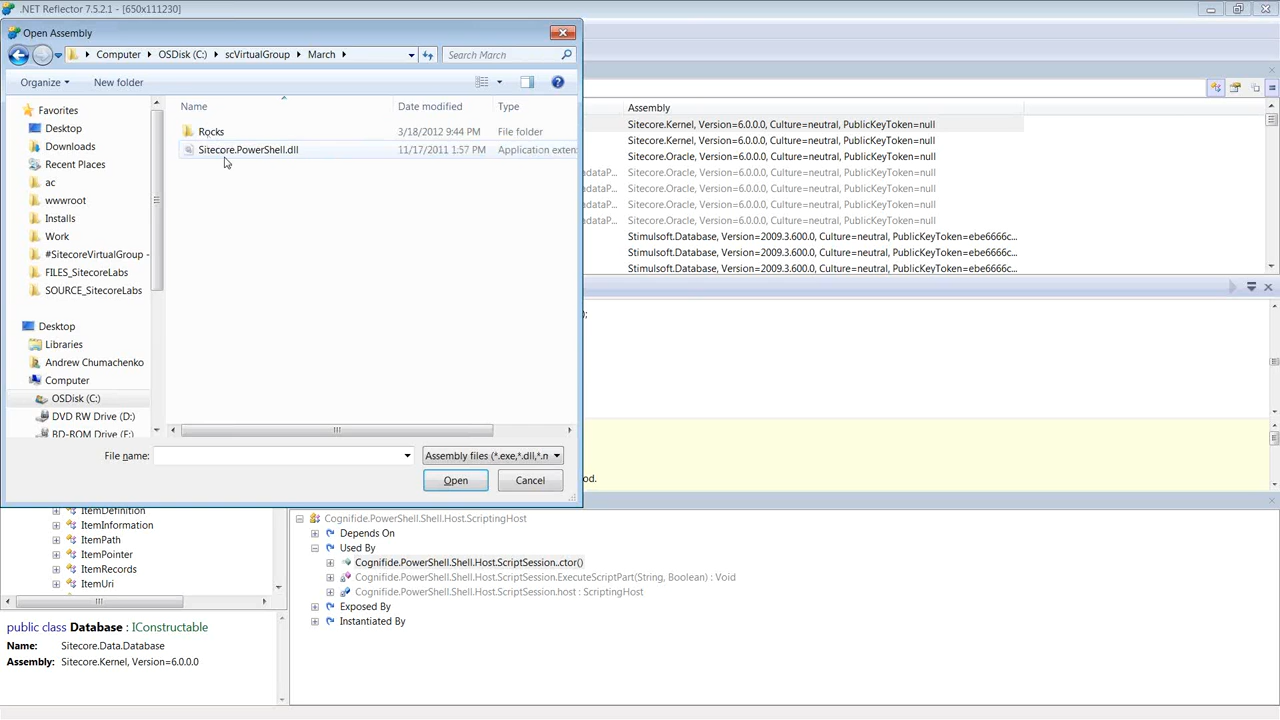 .NET Reflector 7.5.2.1 - [650x111230]
Open Assembly
Computer OSDisk (C:) scVirtualGroup March
Search March
Organize New folder
Favorites
Desktop
Downloads
Recent Places
ac
wwwroot
Installs
Work
#SitecoreVirtualGroup -
FILES_SitecoreLabs
SOURCE_SitecoreLabs
Desktop
Libraries
Andrew Chumachenko
Computer
OSDisk (C:)
DVD RW Drive (D:)
BD-ROM Drive (E:)
Name Date modified Type
Rocks 3/18/2012 9:44 PM File folder
Sitecore.PowerShell.dll 11/17/2011 1:57 PM Application exten
File name:
Assembly files (*.exe,*.dll,*.n
Open Cancel
Assembly
Sitecore.Kernel, Version=6.0.0.0, Culture=neutral, PublicKeyToken=null
Sitecore.Kernel, Version=6.0.0.0, Culture=neutral, PublicKeyToken=null
Sitecore.Oracle, Version=6.0.0.0, Culture=neutral, PublicKeyToken=null
adataP... Sitecore.Oracle, Version=6.0.0.0, Culture=neutral, PublicKeyToken=null
adataP... Sitecore.Oracle, Version=6.0.0.0, Culture=neutral, PublicKeyToken=null
adataP... Sitecore.Oracle, Version=6.0.0.0, Culture=neutral, PublicKeyToken=null
taP... Sitecore.Oracle, Version=6.0.0.0, Culture=neutral, PublicKeyToken=null
Stimulsoft.Database, Version=2009.3.600.0, Culture=neutral, PublicKeyToken=ebe6666c...
Stimulsoft.Database, Version=2009.3.600.0, Culture=neutral, PublicKeyToken=ebe6666c...
Stimulsoft.Database, Version=2009.3.600.0, Culture=neutral, PublicKeyToken=ebe6666c...
);
od.
ItemDefinition
ItemInformation
ItemPath
ItemPointer
ItemRecords
ItemUri
public class Database : IConstructable
Name: Sitecore.Data.Database
Assembly: Sitecore.Kernel, Version=6.0.0.0
Cognifide.PowerShell.Shell.Host.ScriptingHost
Depends On
Used By
Cognifide.PowerShell.Shell.Host.ScriptSession..ctor()
Cognifide.PowerShell.Shell.Host.ScriptSession.ExecuteScriptPart(String, Boolean) : Void
Cognifide.PowerShell.Shell.Host.ScriptSession.host : ScriptingHost
Exposed By
Instantiated By